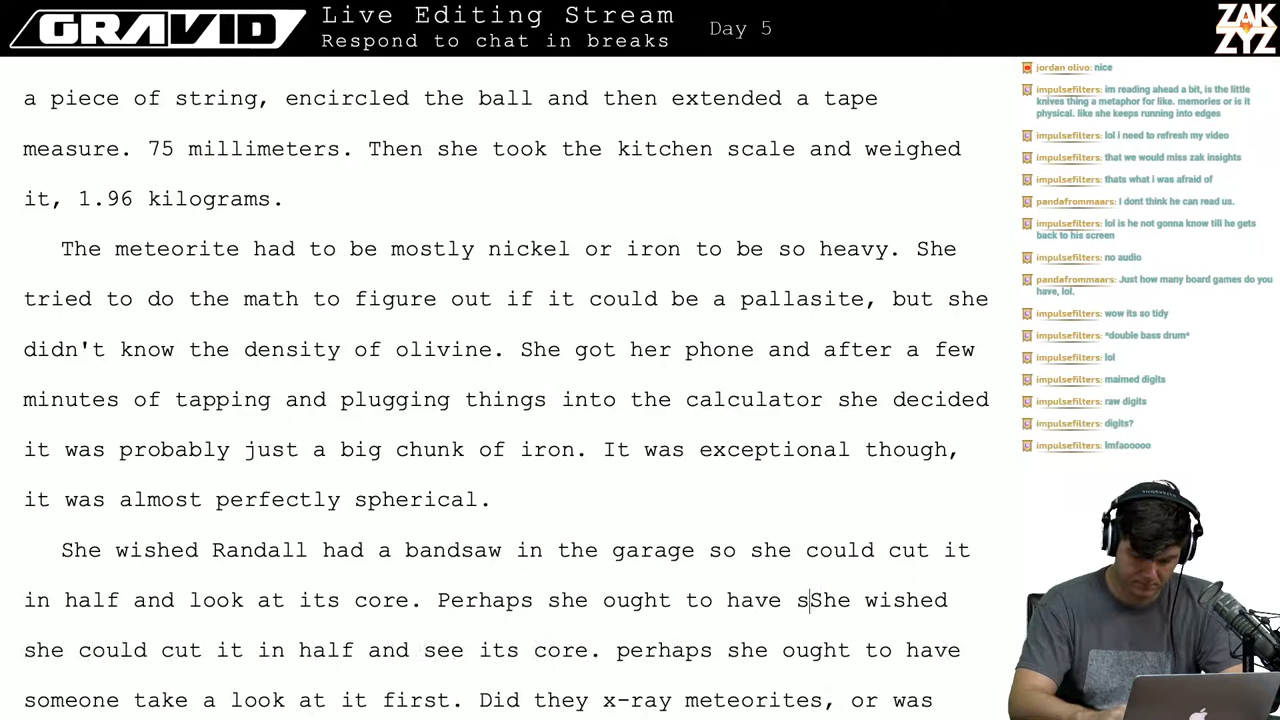 GRAVID
Live Editing Stream
Respond to chat in breaks
Day 5
ZAK
ZYZ
a piece of string, encircled the ball and then extended a tape
measure. 75 millimeters. Then she took the kitchen scale and weighed
it, 1.96 kilograms.
The meteorite had to be mostly nickel or iron to be so heavy. She
tried to do the math to figure out if it could be a pallasite, but she
didn't know the density of olivine. She got her phone and after a few
minutes of tapping and plugging things into the calculator she decided
it was probably just a big chunk of iron. It was exceptional though,
it was almost perfectly spherical.
She wished Randall had a bandsaw in the garage so she could cut it
in half and look at its core. Perhaps she ought to have sShe wished
she could cut it in half and see its core. perhaps she ought to have
someone take a look at it first. Did they x-ray meteorites, or was
jordan olivo: nice
impulsefilters: im reading ahead a bit, is the little
knives thing a metaphor for like. memories or is it
physical. like she keeps running into edges
impulsefilters: lol i need to refresh my video
impulsefilters: that we would miss zak insights
impulsefilters: thats what i was afraid of
pandafrommaars: I dont think he can read us.
impulsefilters: lol is he not gonna know till he gets
back to his screen
impulsefilters: no audio
pandafrommaars: Just how many board games do you
have, lol.
impulsefilters: wow its so tidy
impulsefilters: *double bass drum*
impulsefilters: lol
impulsefilters: maimed digits
impulsefilters: raw digits
impulsefilters: digits?
impulsefilters: lmfaooooo